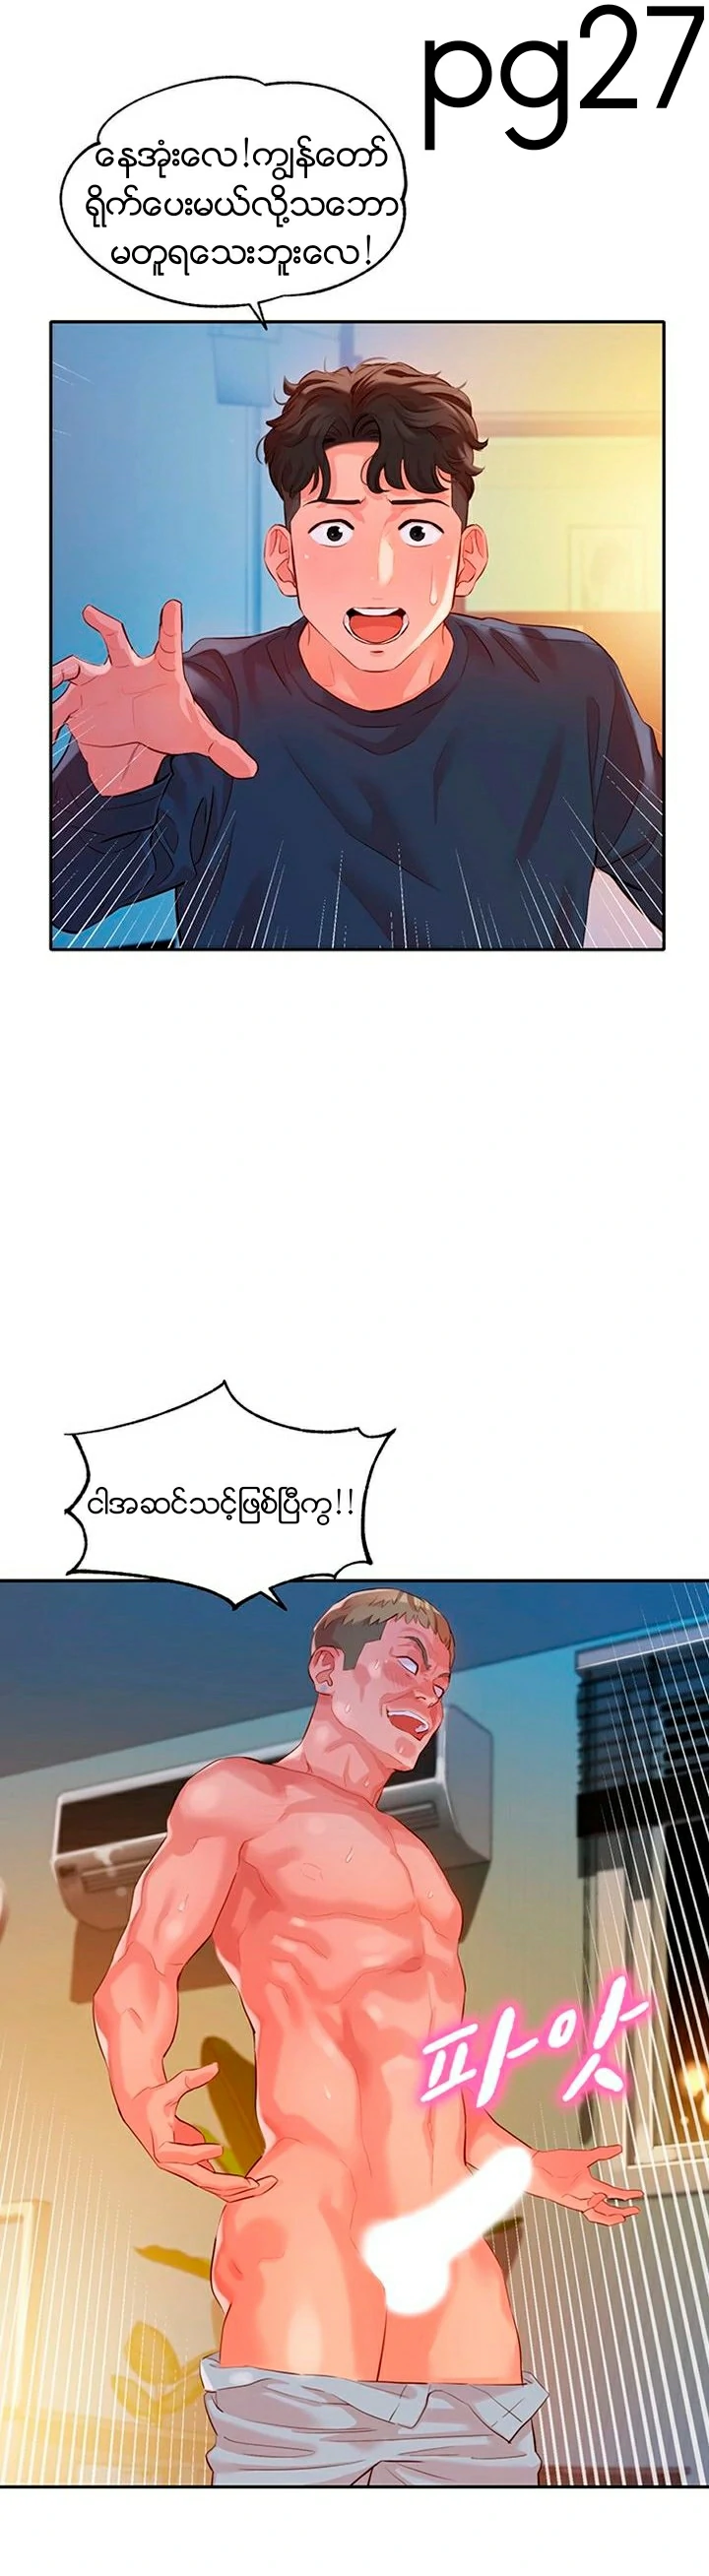 pg27
နေအုံးလေ!ကျွန်တော်
ရိုက်ပေးမယ်လို့သဘော
မတူရသေးဘူးလေ!
ငါအဆင်သင့်ဖြစ်ပြီကွ!!
파앗